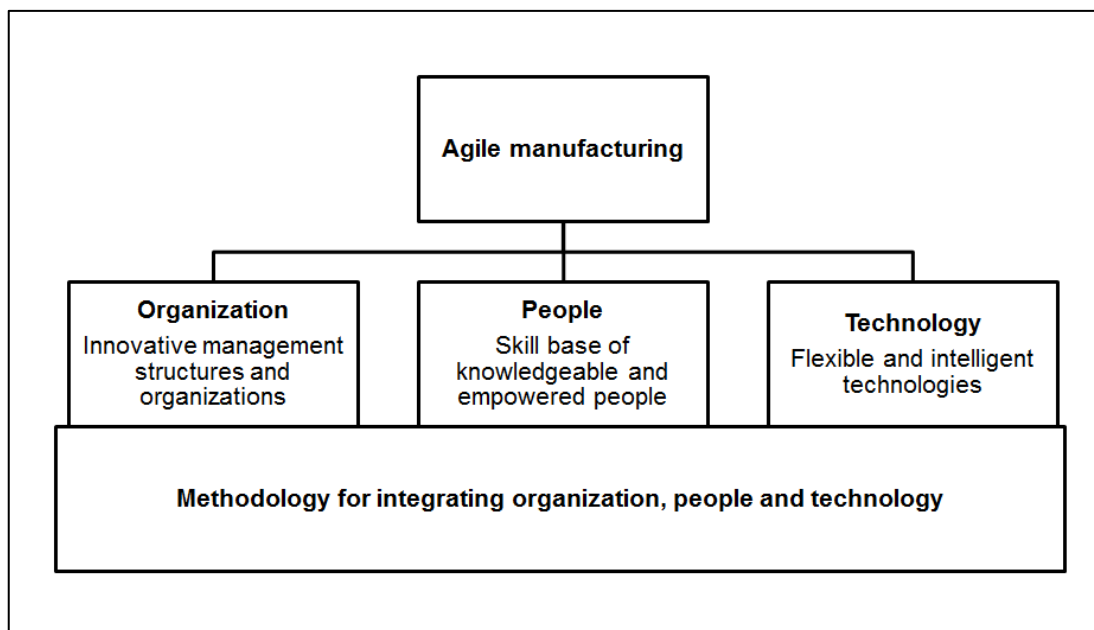 Agile manufacturing
Organization
Innovative management
structures and
organizations
People
Skill base of
knowledgeable and
empowered people
Technology
Flexible and intelligent
technologies
Methodology for integrating organization, people and technology